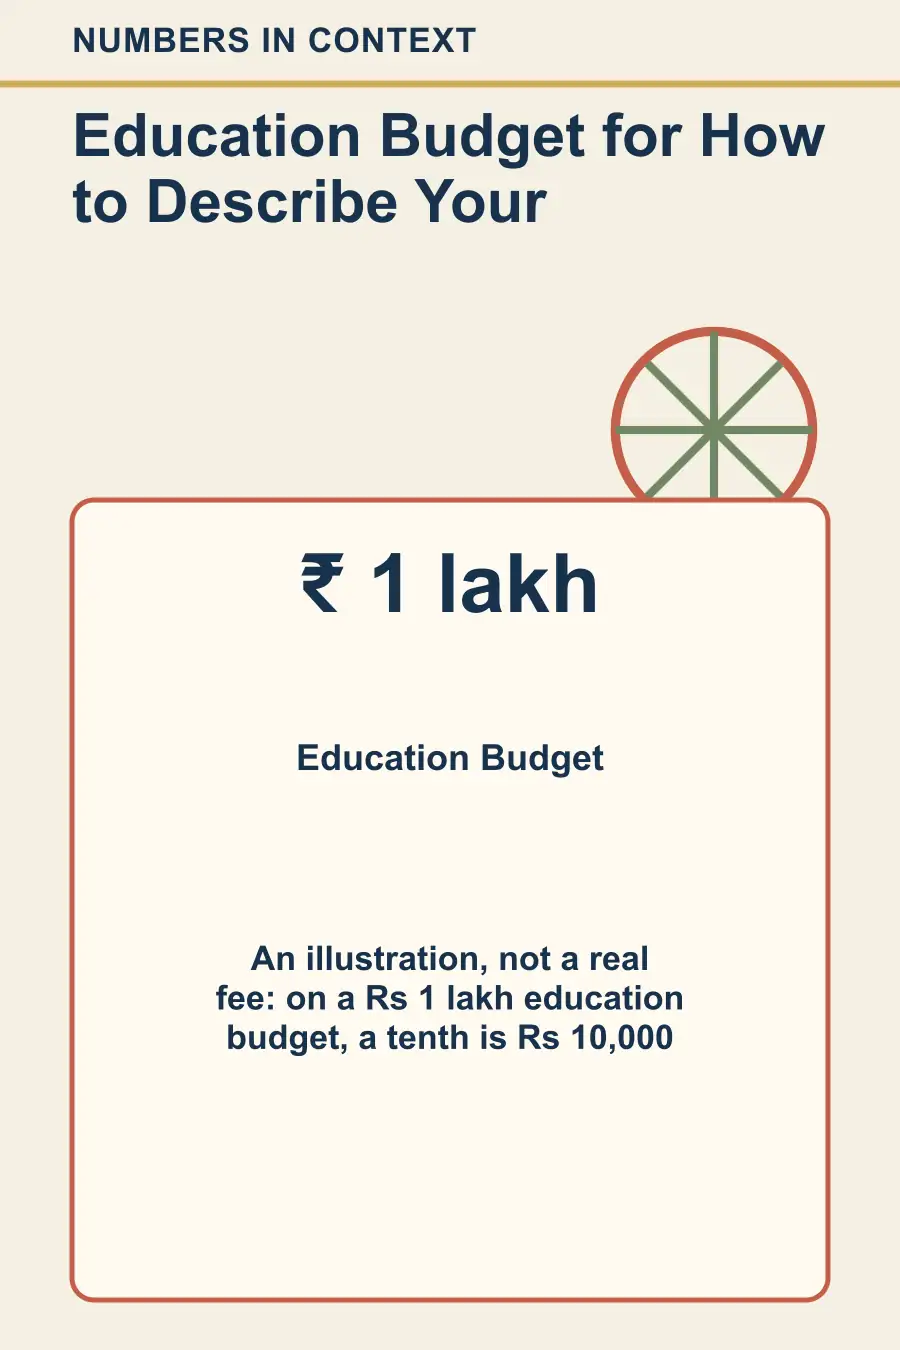 NUMBERS IN CONTEXT
Education Budget for How
to Describe Your
₹ 1 lakh
Education Budget
An illustration, not a real
fee: on a Rs 1 lakh education
budget, a tenth is Rs 10,000